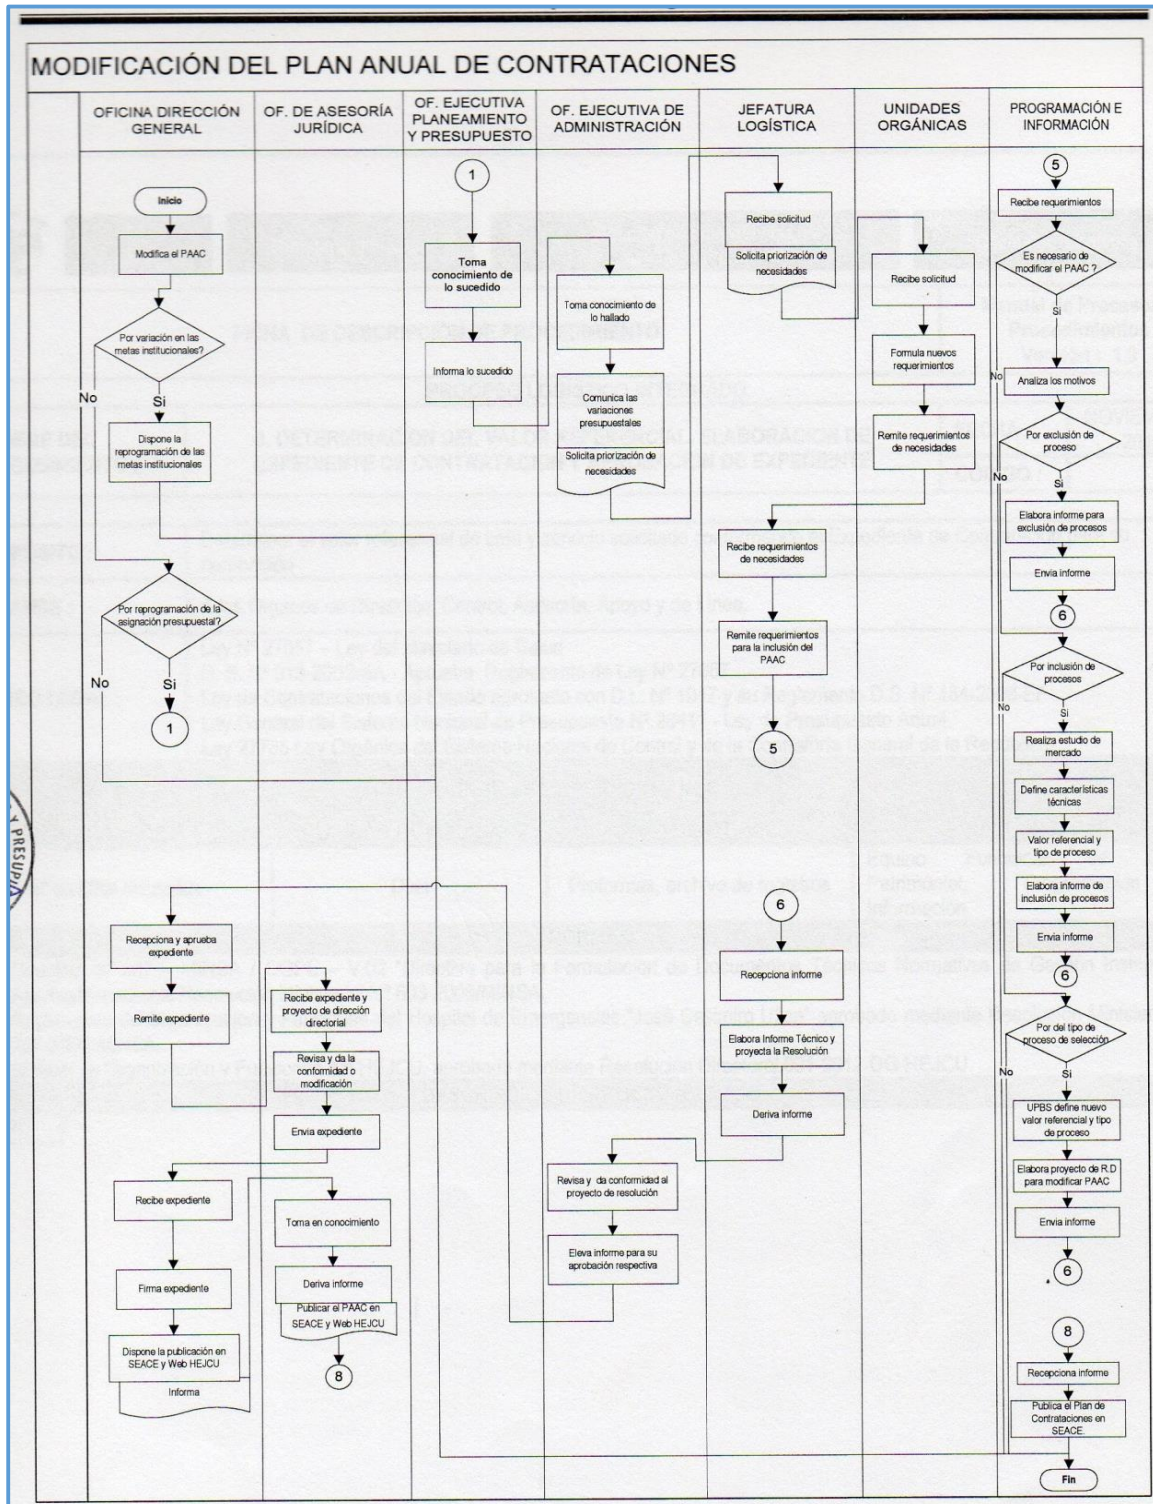 MODIFICACIÓN DEL PLAN ANUAL DE CONTRATACIONES
OFICINA DIRECCIÓN
GENERAL
OF. DE ASESORÍA
JURÍDICA
OF. EJECUTIVA
PLANEAMIENTO
Y PRESUPUESTO
OF. EJECUTIVA DE
ADMINISTRACIÓN
JEFATURA
LOGÍSTICA
UNIDADES
ORGÁNICAS
PROGRAMACIÓN E
INFORMACIÓN
Inicio
Modifica el PAAC
Por variación en las
metas institucionales?
No
Si
Dispone la
reprogramación de las
metas institucionales
Por reprogramación de la
asignación presupuestal?
No
Si
1
Recepciona y aprueba
expediente
Remite expediente
Recibe expediente
Firma expediente
Dispone la publicación en
SEACE y Web HEJCU
Informa
Recibe expediente y
proyecto de dirección
directorial
Revisa y da la
conformidad o
modificación
Envia expediente
Toma en conocimiento
Deriva informe
Publicar el PAAC en
SEACE y Web HEJCU
8
1
Toma
conocimiento de
lo sucedido
Informa lo sucedido
Toma conocimiento de
lo hallado
Comunica las
variaciones
presupuestales
Solicita priorización de
necesidades
Revisa y da conformidad al
proyecto de resolución
Eleva informe para su
aprobación respectiva
Recibe solicitud
Solicita priorización de
necesidades
Recibe requerimientos
de necesidades
Remite requerimientos
para la inclusión del
PAAC
5
6
Recepciona informe
Elabora Informe Técnico y
proyecta la Resolución
Deriva informe
Recibe solicitud
Formula nuevos
requerimientos
Remite requerimientos
de necesidades
5
Recibe requerimientos
Es necesario de
modificar el PAAC ?
Si
No
Analiza los motivos
Por exclusión de
proceso
Si
No
Elabora informe para
exclusión de procesos
Envia informe
6
Por inclusión de
procesos
Si
No
Realiza estudio de
mercado
Define características
técnicas
Valor referencial y
tipo de proceso
Elabora informe de
inclusión de procesos
Envia informe
6
Por del tipo de
proceso de selección
No
Si
UPBS define nuevo
valor referencial y tipo
de proceso
Elabora proyecto de R.D
para modificar PAAC
Envia informe
6
8
Recepciona informe
Publica el Plan de
Contrataciones en
SEACE.
Fin
Y PRESUP